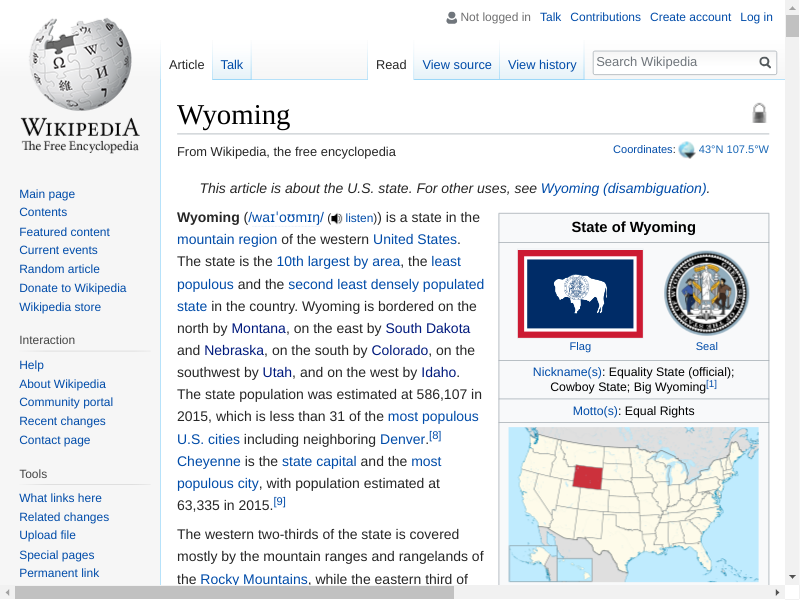 Not logged in Talk Contributions Create account Log in
Article Talk Read View source View history Search Wikipedia
WIKIPEDIA
The Free Encyclopedia
Main page
Contents
Featured content
Current events
Random article
Donate to Wikipedia
Wikipedia store
Interaction
Help
About Wikipedia
Community portal
Recent changes
Contact page
Tools
What links here
Related changes
Upload file
Special pages
Permanent link
Wyoming
From Wikipedia, the free encyclopedia
Coordinates: 43°N 107.5°W
This article is about the U.S. state. For other uses, see Wyoming (disambiguation).
Wyoming (/waɪˈoʊmɪŋ/ (listen)) is a state in the
mountain region of the western United States.
The state is the 10th largest by area, the least
populous and the second least densely populated
state in the country. Wyoming is bordered on the
north by Montana, on the east by South Dakota
and Nebraska, on the south by Colorado, on the
southwest by Utah, and on the west by Idaho.
The state population was estimated at 586,107 in
2015, which is less than 31 of the most populous
U.S. cities including neighboring Denver.[8]
Cheyenne is the state capital and the most
populous city, with population estimated at
63,335 in 2015.[9]
The western two-thirds of the state is covered
mostly by the mountain ranges and rangelands of
the Rocky Mountains, while the eastern third of
State of Wyoming
Flag Seal
Nickname(s): Equality State (official);
Cowboy State; Big Wyoming[1]
Motto(s): Equal Rights